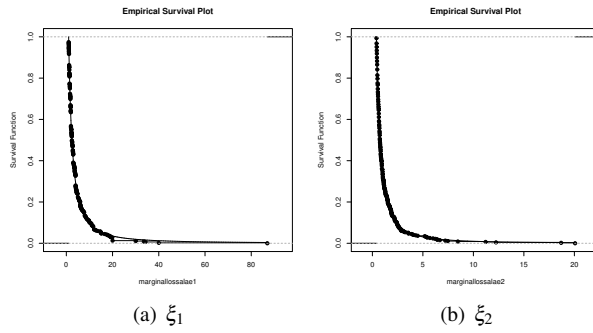 Empirical Survival Plot
Survival Function
1.0
0.8
0.6
0.4
0.2
0.0
0 20 40 60 80
marginallossalae1
(a) ξ1
Empirical Survival Plot
Survival Function
1.0
0.8
0.6
0.4
0.2
0.0
0 5 10 15 20
marginallossalae2
(b) ξ2